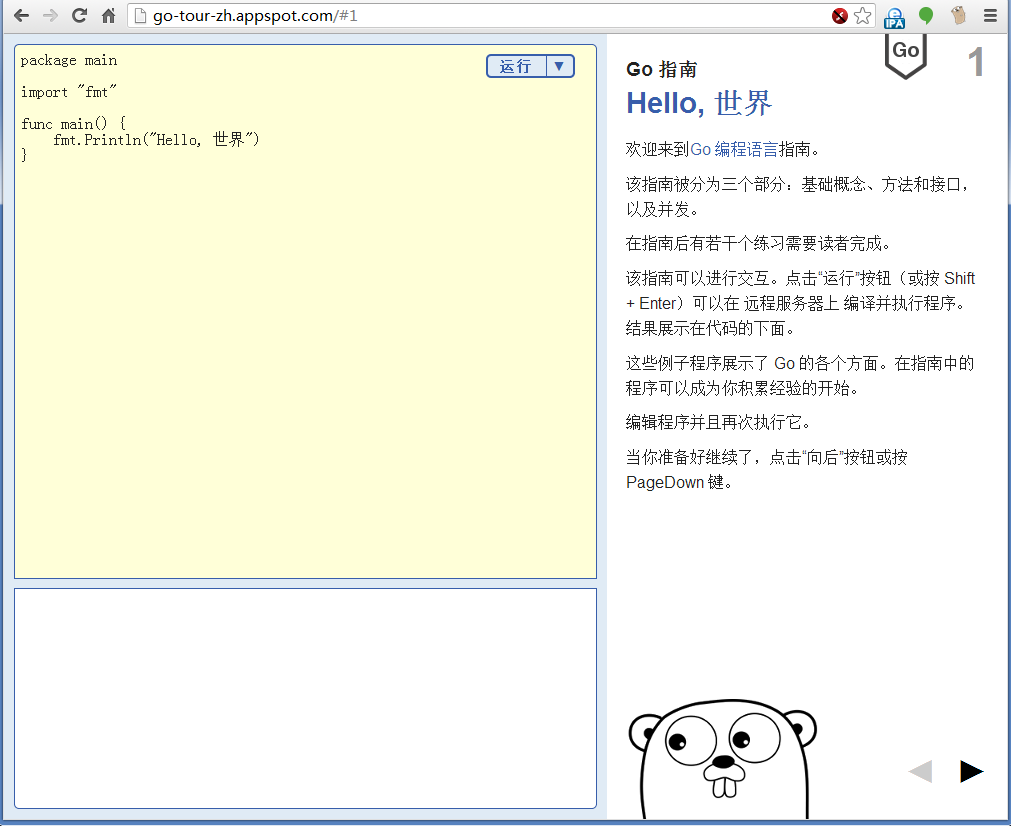 go-tour-zh.appspot.com/#1
IPA
package main
import "fmt"
func main() {
fmt.Println("Hello, 世界")
}
运行 ▼
Go
1
Go 指南
Hello, 世界
欢迎来到Go 编程语言指南。
该指南被分为三个部分：基础概念、方法和接口，
以及并发。
在指南后有若干个练习需要读者完成。
该指南可以进行交互。点击“运行”按钮（或按 Shift
+ Enter）可以在 远程服务器上 编译并执行程序。
结果展示在代码的下面。
这些例子程序展示了 Go 的各个方面。在指南中的
程序可以成为你积累经验的开始。
编辑程序并且再次执行它。
当你准备好继续了，点击“向后”按钮或按
PageDown 键。